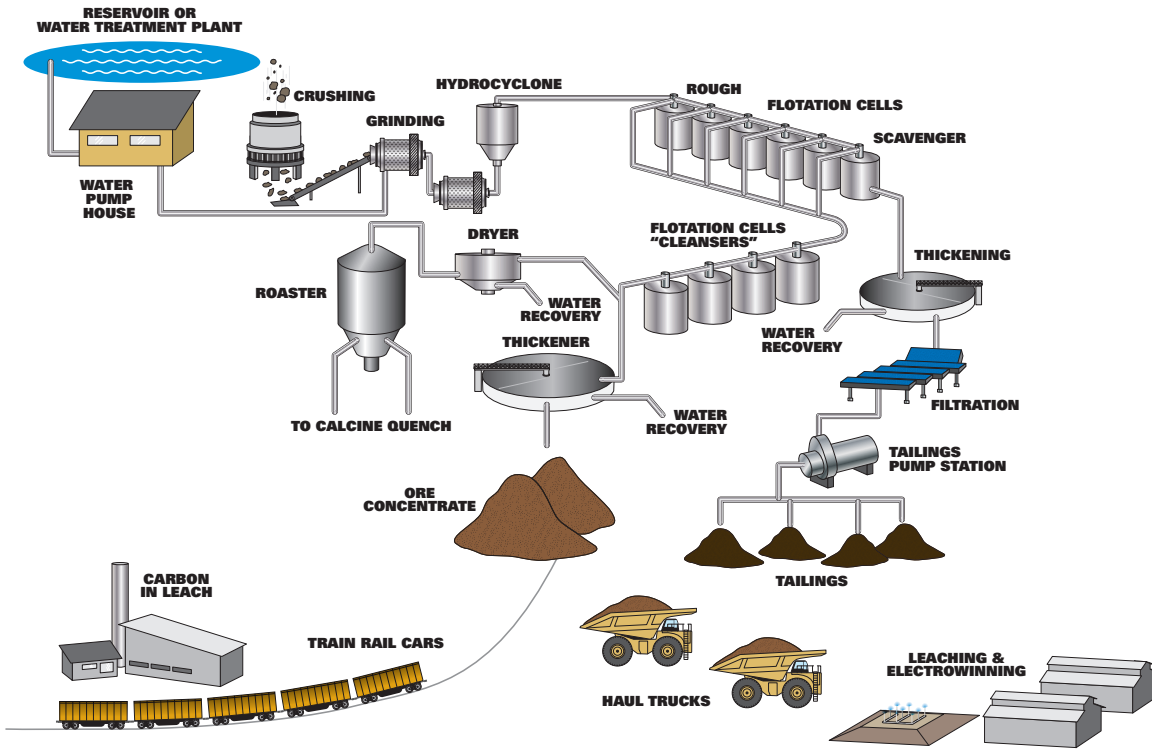 RESERVOIR OR
WATER TREATMENT PLANT
CRUSHING
GRINDING
HYDROCYCLONE
ROUGH
FLOTATION CELLS
SCAVENGER
WATER
PUMP
HOUSE
DRYER
FLOTATION CELLS
“CLEANSERS”
THICKENING
ROASTER
WATER
RECOVERY
WATER
RECOVERY
THICKENER
FILTRATION
WATER
RECOVERY
TO CALCINE QUENCH
TAILINGS
PUMP STATION
ORE
CONCENTRATE
TAILINGS
CARBON
IN LEACH
TRAIN RAIL CARS
HAUL TRUCKS
LEACHING &
ELECTROWINNING